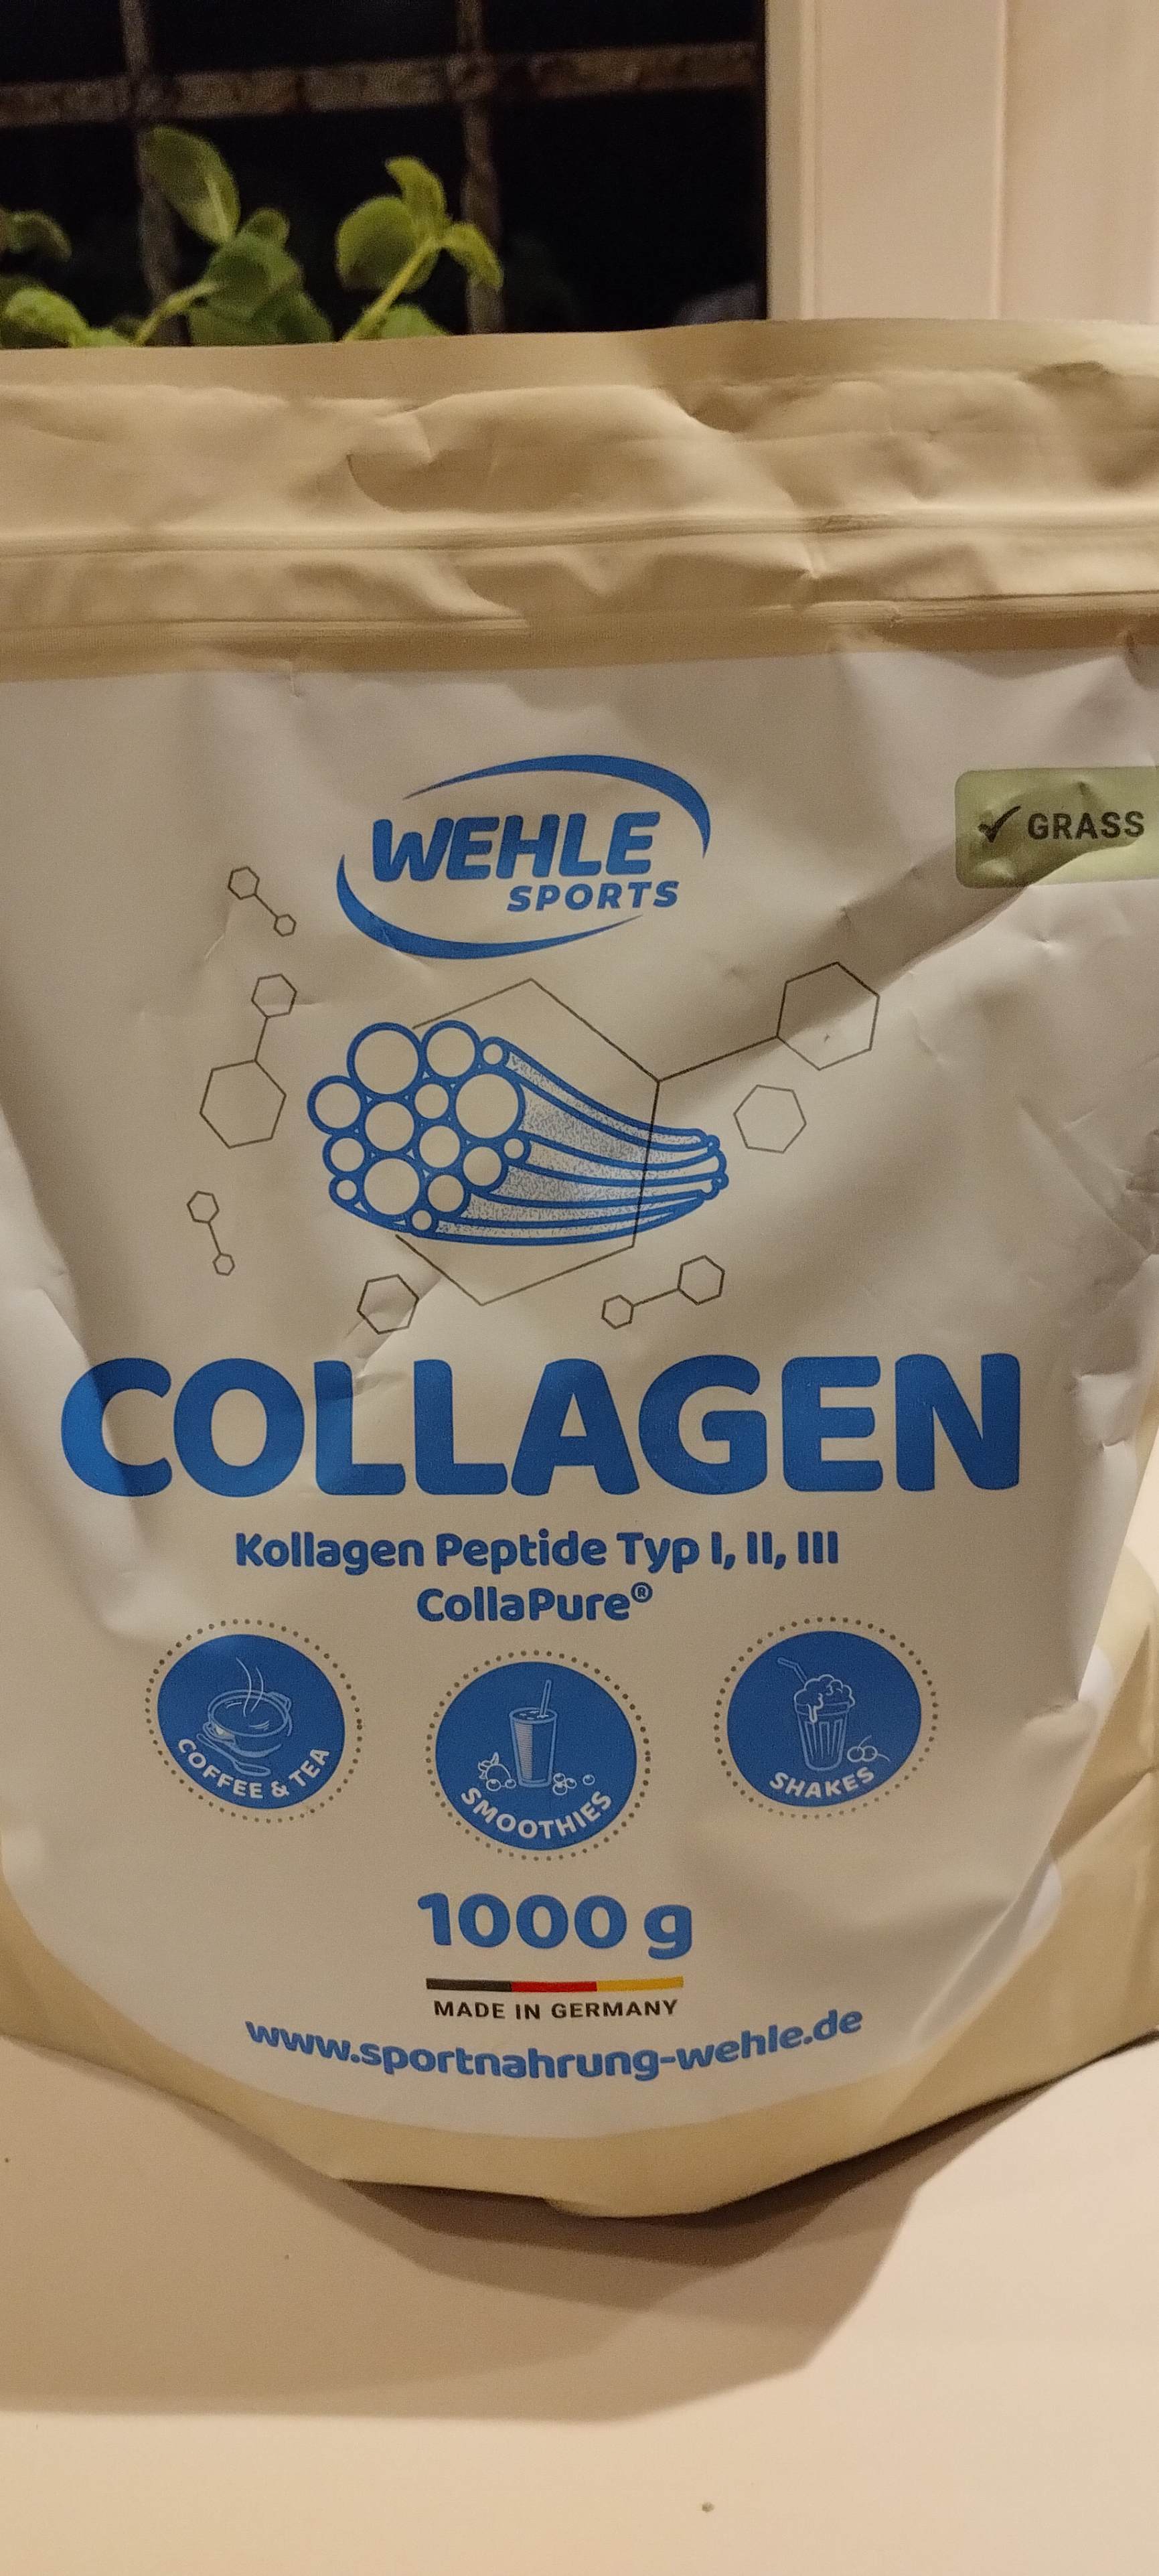 WEHLE
SPORTS
✓ GRASS
COLLAGEN
Kollagen Peptide Typ I, II, III
CollaPure®
COFFEE & TEA
SMOOTHIES
SHAKES
1000 g
MADE IN GERMANY
www.sportnahrung-wehle.de